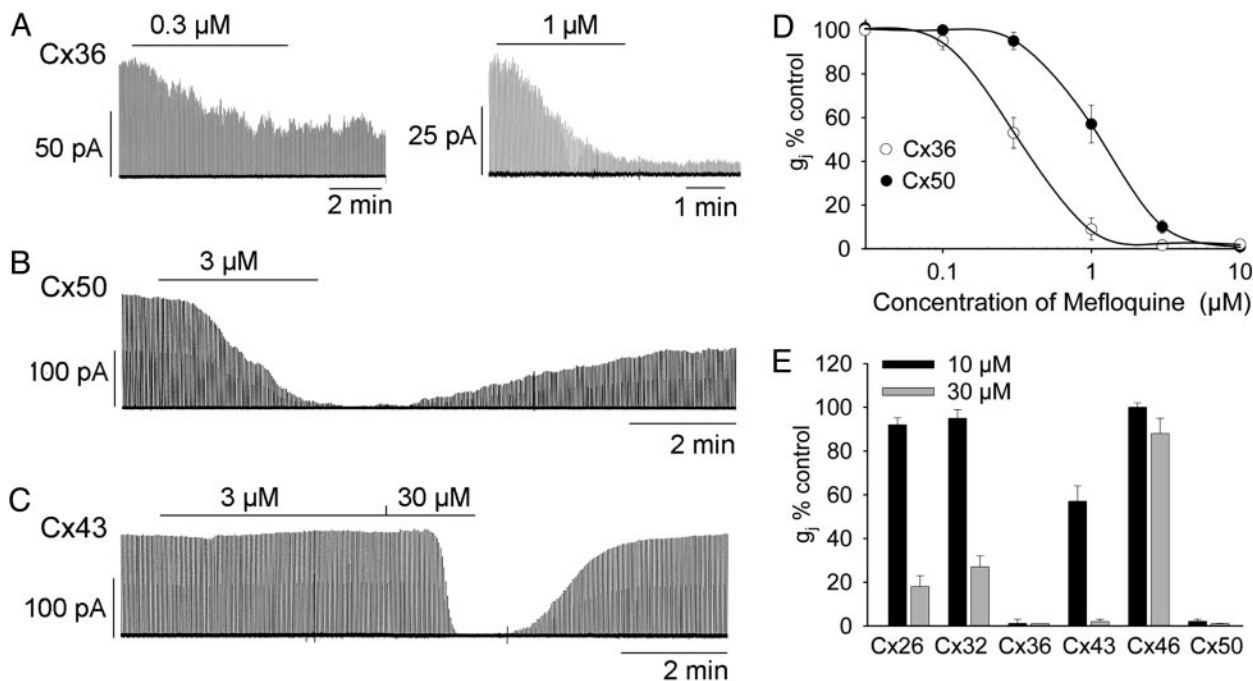 A
0.3 µM
Cx36
50 pA
2 min
1 µM
25 pA
1 min
B
3 µM
Cx50
100 pA
2 min
C
3 µM
30 µM
Cx43
100 pA
2 min
D
gj % control
100
80
60
40
20
0
Cx36
Cx50
0.1
1
10
Concentration of Mefloquine (µM)
E
gj % control
120
100
80
60
40
20
0
10 µM
30 µM
Cx26 Cx32 Cx36 Cx43 Cx46 Cx50